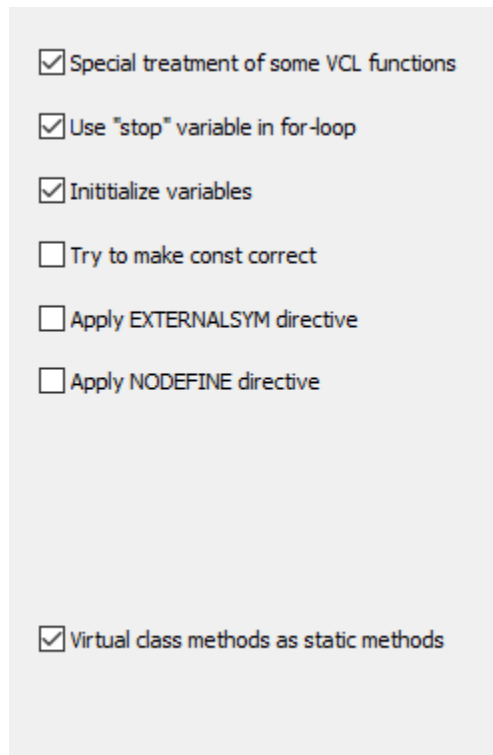 Special treatment of some VCL functions
Use "stop" variable in for-loop
Inititialize variables
Try to make const correct
Apply EXTERNALSYM directive
Apply NODEFINE directive
Virtual class methods as static methods